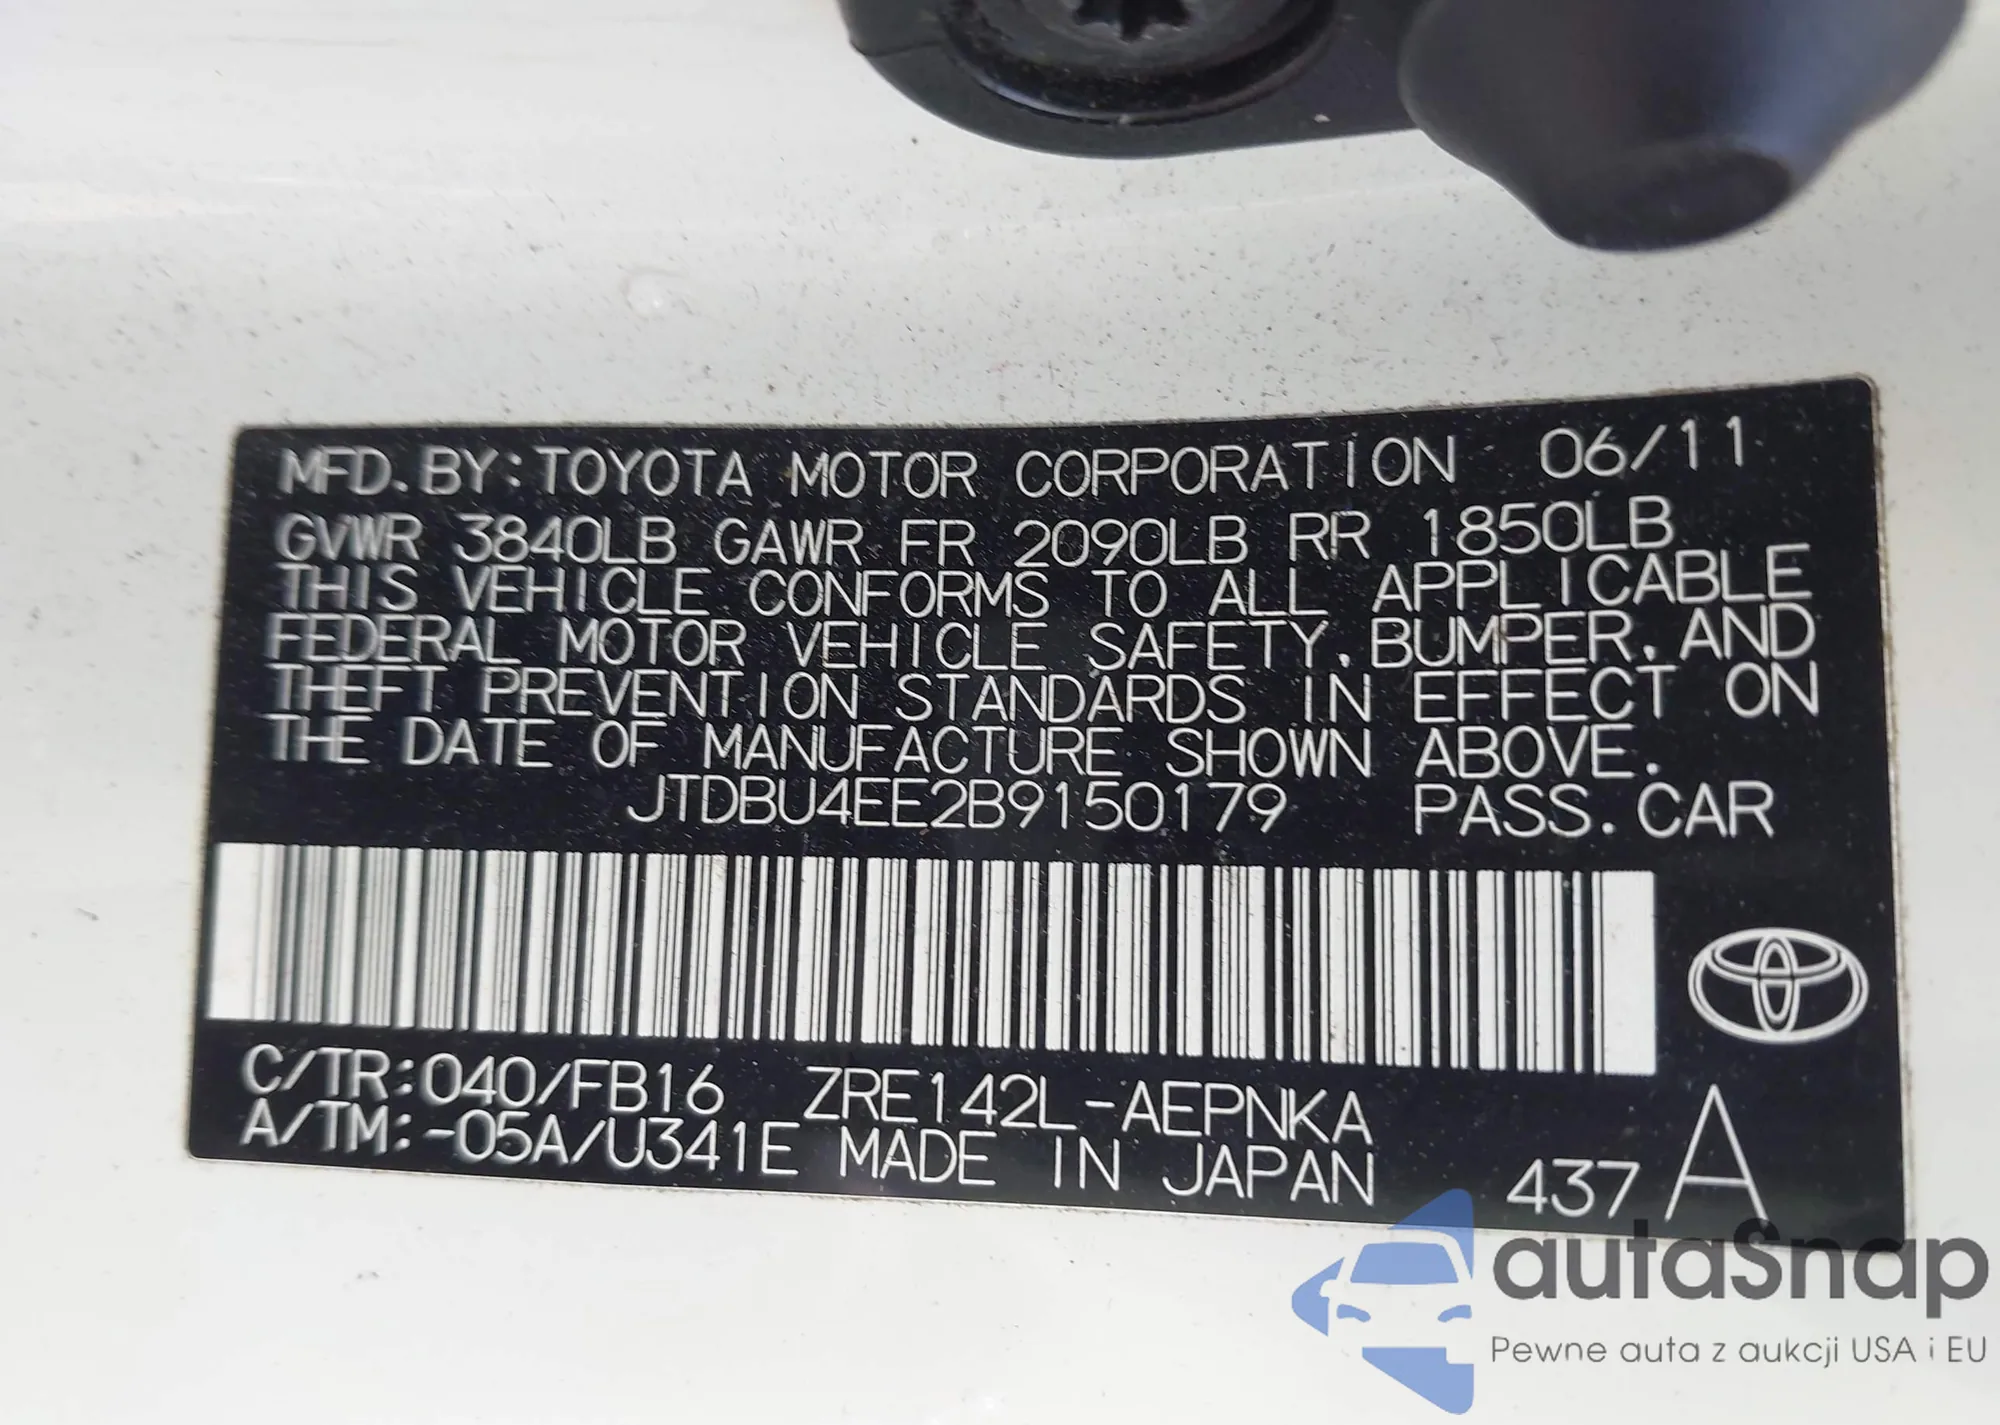 MFD. BY: TOYOTA MOTOR CORPORATION 06/11
GVWR 3840LB GAWR FR 2090LB RR 1850LB
THIS VEHICLE CONFORMS TO ALL APPLICABLE
FEDERAL MOTOR VEHICLE SAFETY, BUMPER, AND
THEFT PREVENTION STANDARDS IN EFFECT ON
THE DATE OF MANUFACTURE SHOWN ABOVE.
JTDBU4EE2B9150179 PASS. CAR
C/TR: 040/FB16 ZRE142L-AEPNKA
A/TM: -05A/U341E MADE IN JAPAN 437 A
autaSnap
Pewne auta z aukcji USA i EU